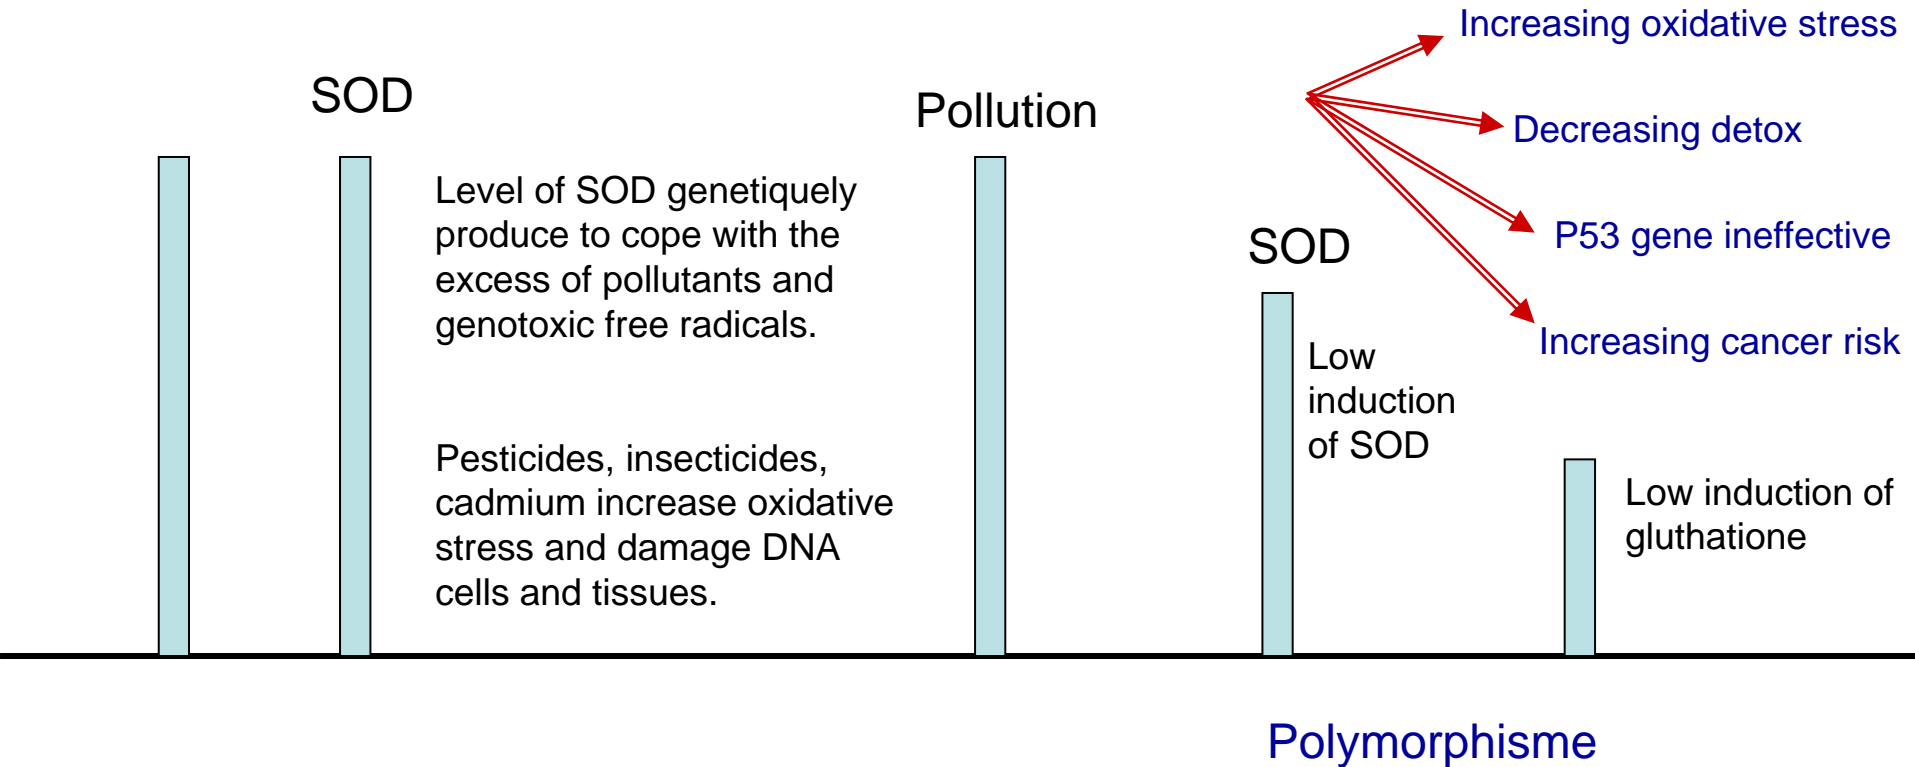 SOD
Level of SOD genetiquely
produce to cope with the
excess of pollutants and
genotoxic free radicals.
Pesticides, insecticides,
cadmium increase oxidative
stress and damage DNA
cells and tissues.
Pollution
SOD
Low
induction
of SOD
Increasing oxidative stress
Decreasing detox
P53 gene ineffective
Increasing cancer risk
Low induction of
gluthatione
Polymorphisme